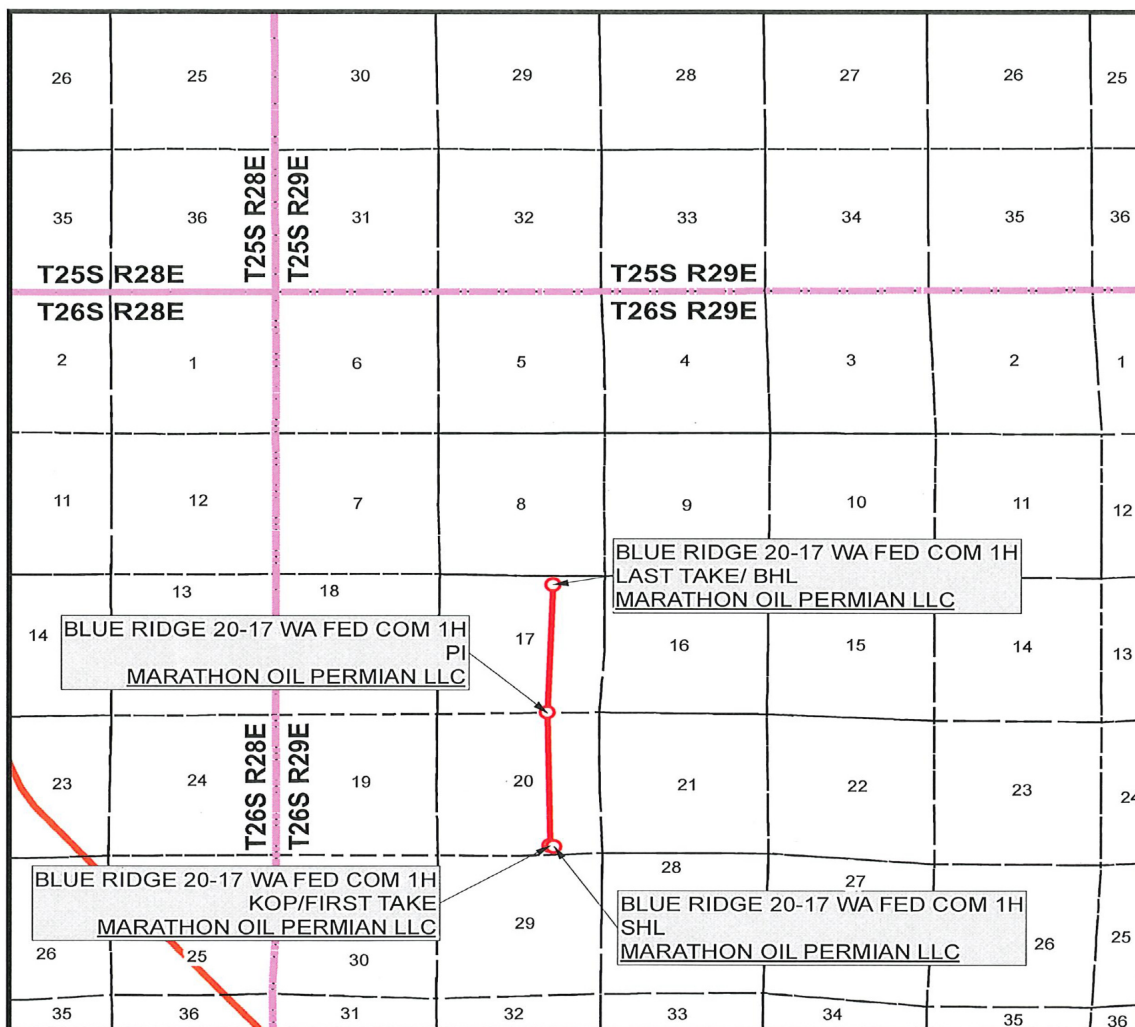 26 25 30 29 28 27 26 25
T25S R28E
T25S R29E
35 36 31 32 33 34 35 36
T25S R28E T25S R29E
T26S R28E T26S R29E
2 1 6 5 4 3 2 1
11 12 7 8 9 10 11 12
BLUE RIDGE 20-17 WA FED COM 1H
LAST TAKE/ BHL
MARATHON OIL PERMIAN LLC
13 18
14 17 16 15 14 13
BLUE RIDGE 20-17 WA FED COM 1H
PI
MARATHON OIL PERMIAN LLC
T26S R28E
T26S R29E
23 24 19 20 21 22 23 24
28 27
BLUE RIDGE 20-17 WA FED COM 1H
KOP/FIRST TAKE
MARATHON OIL PERMIAN LLC
BLUE RIDGE 20-17 WA FED COM 1H
SHL
MARATHON OIL PERMIAN LLC
29
26 25 30 26 25
35 36 31 32 33 34 35 36